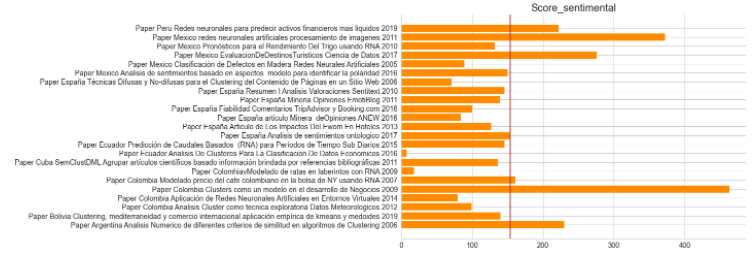 Score_sentimental
Paper Peru Redes neuronales para predecir activos financieros mas liquidos 2019
Paper Mexico redes neuronales artificiales procesamiento de imagenes 2011
Paper Mexico Pronósticos para el Rendimiento Del Trigo usando RNA 2010
Paper Mexico EvaluacionDeDestinosTuristicos Ciencia de Datos 2017
Paper Mexico Clasificación de Defectos en Madera Redes Neurales Artificiales 2005
Paper Mexico Analisis de sentimientos basado en aspectos modelo para identificar la polaridad 2016
Paper España Técnicas Difusas y No-difusas para el Clustering del Contenido de Páginas en un Sitio Web 2006
Paper España Resumen I Analisis Valoraciones Sentitext 2010
Paper España Mineria Opiniones EmotiBlog 2011
Paper España Fiabilidad Comentarios TripAdvisor y Booking.com 2016
Paper España articulo Minera deOpiniones ANEW 2016
Paper España Articulo de Los Impactos Del Ewom En Hoteles 2013
Paper España Analisis de sentimientos ontologico 2017
Paper Ecuador Predicción de Caudales Basados (RNA) para Períodos de Tiempo Sub Diarios 2015
Paper Ecuador Analisis De Clusteres Para La Clasificacion De Datos Economicos 2016
Paper Cuba SemClustDML Agrupar artículos científicos basado información brindada por referencias bibliográficas 2011
Paper ColombiavModelado de ratas en laberintos con RNA 2009
Paper Colombia Modelado precio del cafe colombiano en la bolsa de NY usando RNA 2007
Paper Colombia Clusters como un modelo en el desarrollo de Negocios 2009
Paper Colombia Aplicación de Redes Neuronales Artificiales en Entornos Virtuales 2014
Paper Colombia Analisis Cluster como tecnica exploratoria Datos Meteorologicos 2012
Paper Bolivia Clustering, mediterraneidad y comercio internacional aplicación empirica de kmeans y medoides 2019
Paper Argentina Analisis Numerico de diferentes criterios de similitud en algoritmos de Clustering 2006
0 100 200 300 400